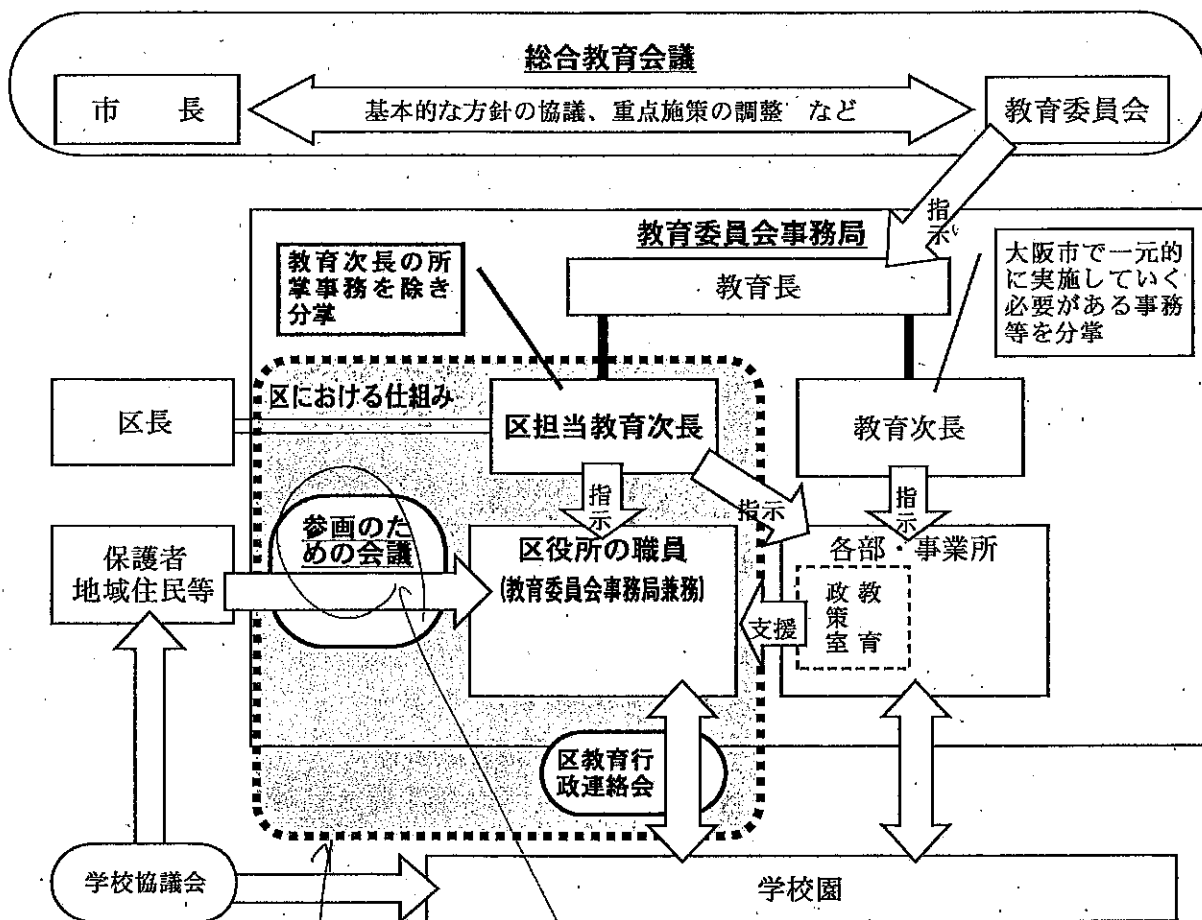 総合教育会議
市　　長
基本的な方針の協議、重点施策の調整　など
教育委員会
指示
教育委員会事務局
教育次長の所
掌事務を除き
分掌
教育長
大阪市で一元的
に実施していく
必要がある事務
等を分掌
区における仕組み
区長
区担当教育次長
教育次長
指示
指示
指示
参画のた
めの会議
保護者
地域住民等
区役所の職員
(教育委員会事務局兼務)
各部・事業所
教育
政策室
支援
区教育行
政連絡会
学校協議会
学校園